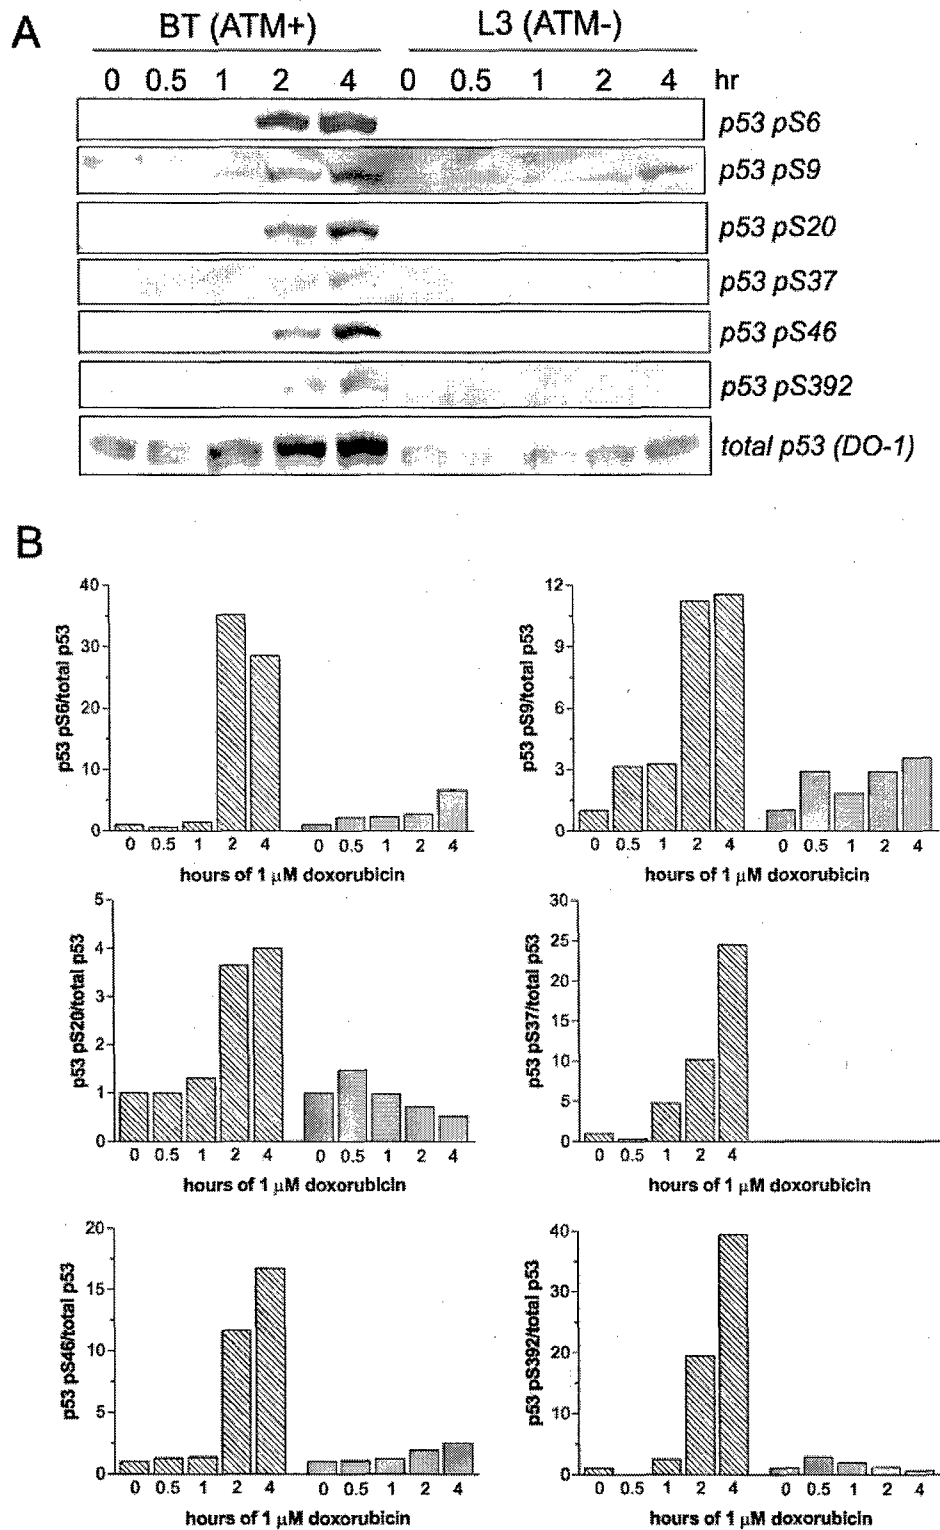 A
BT (ATM+) L3 (ATM-)
0 0.5 1 2 4 0 0.5 1 2 4 hr
p53 pS6
p53 pS9
p53 pS20
p53 pS37
p53 pS46
p53 pS392
total p53 (DO-1)
B
p53 pS6/total p53
40
30
20
10
0
0 0.5 1 2 4 0 0.5 1 2 4
hours of 1 μM doxorubicin
p53 pS9/total p53
12
9
6
3
0
0 0.5 1 2 4 0 0.5 1 2 4
hours of 1 μM doxorubicin
p53 pS20/total p53
5
4
3
2
1
0
0 0.5 1 2 4 0 0.5 1 2 4
hours of 1 μM doxorubicin
p53 pS37/total p53
30
25
20
15
10
5
0
0 0.5 1 2 4
hours of 1 μM doxorubicin
p53 pS46/total p53
20
15
10
5
0
0 0.5 1 2 4 0 0.5 1 2 4
hours of 1 μM doxorubicin
p53 pS392/total p53
40
30
20
10
0
0 0.5 1 2 4 0 0.5 1 2 4
hours of 1 μM doxorubicin